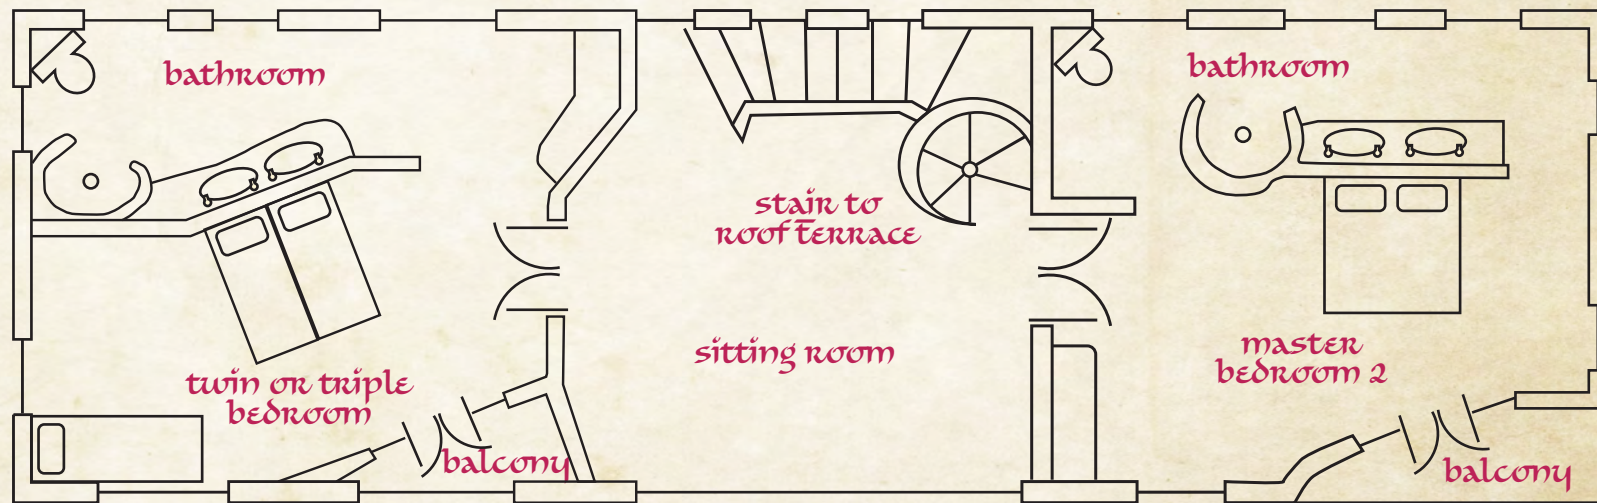 bathroom
bathroom
stair to
roof terrace
sitting room
master
bedroom 2
twin or triple
bedroom
balcony
balcony